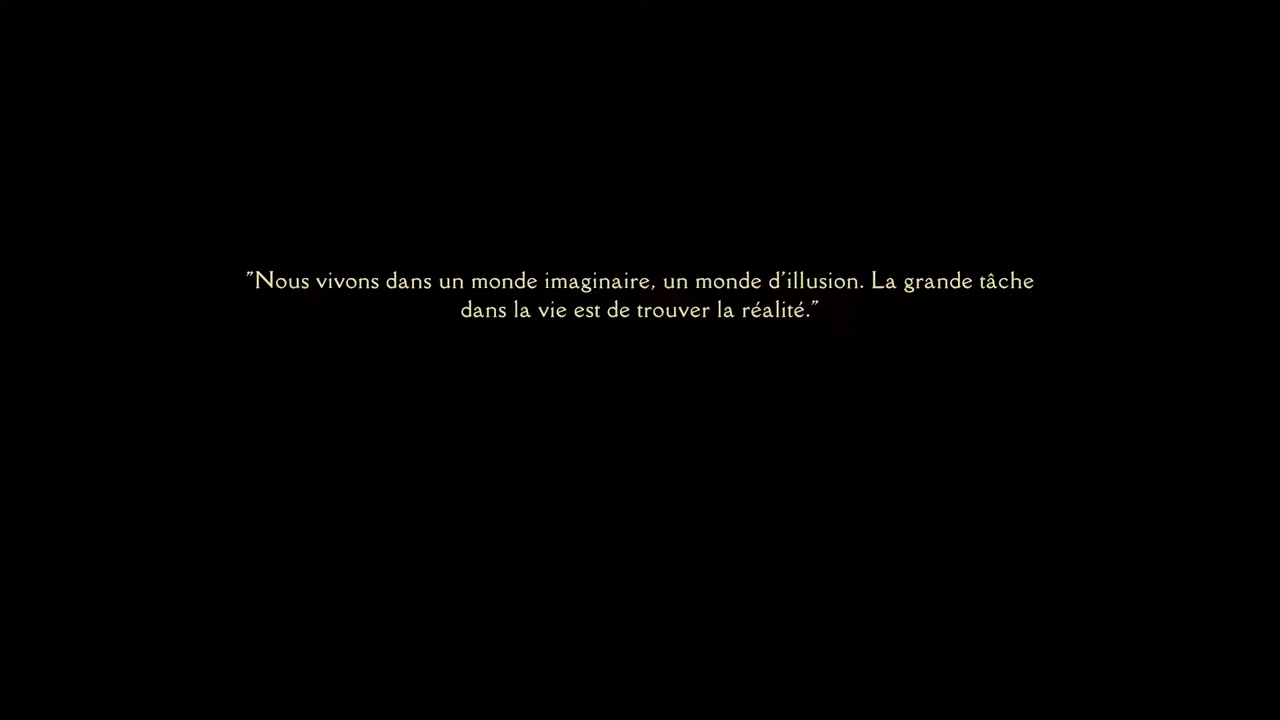 "Nous vivons dans un monde imaginaire, un monde d'illusion. La grande tâche
dans la vie est de trouver la réalité."